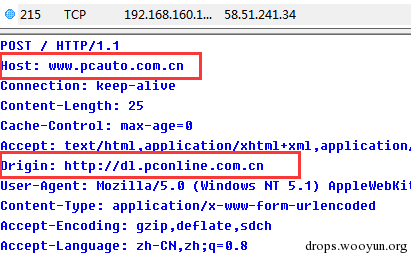 215 TCP 192.168.160.1... 58.51.241.34
POST / HTTP/1.1
Host: www.pcauto.com.cn
Connection: keep-alive
Content-Length: 25
Cache-Control: max-age=0
Accept: text/html,application/xhtml+xml,application/
Origin: http://dl.pconline.com.cn
User-Agent: Mozilla/5.0 (Windows NT 5.1) AppleWebKit
Content-Type: application/x-www-form-urlencoded
Accept-Encoding: gzip,deflate,sdch
Accept-Language: zh-CN,zh;q=0.8
drops.wooyun.org